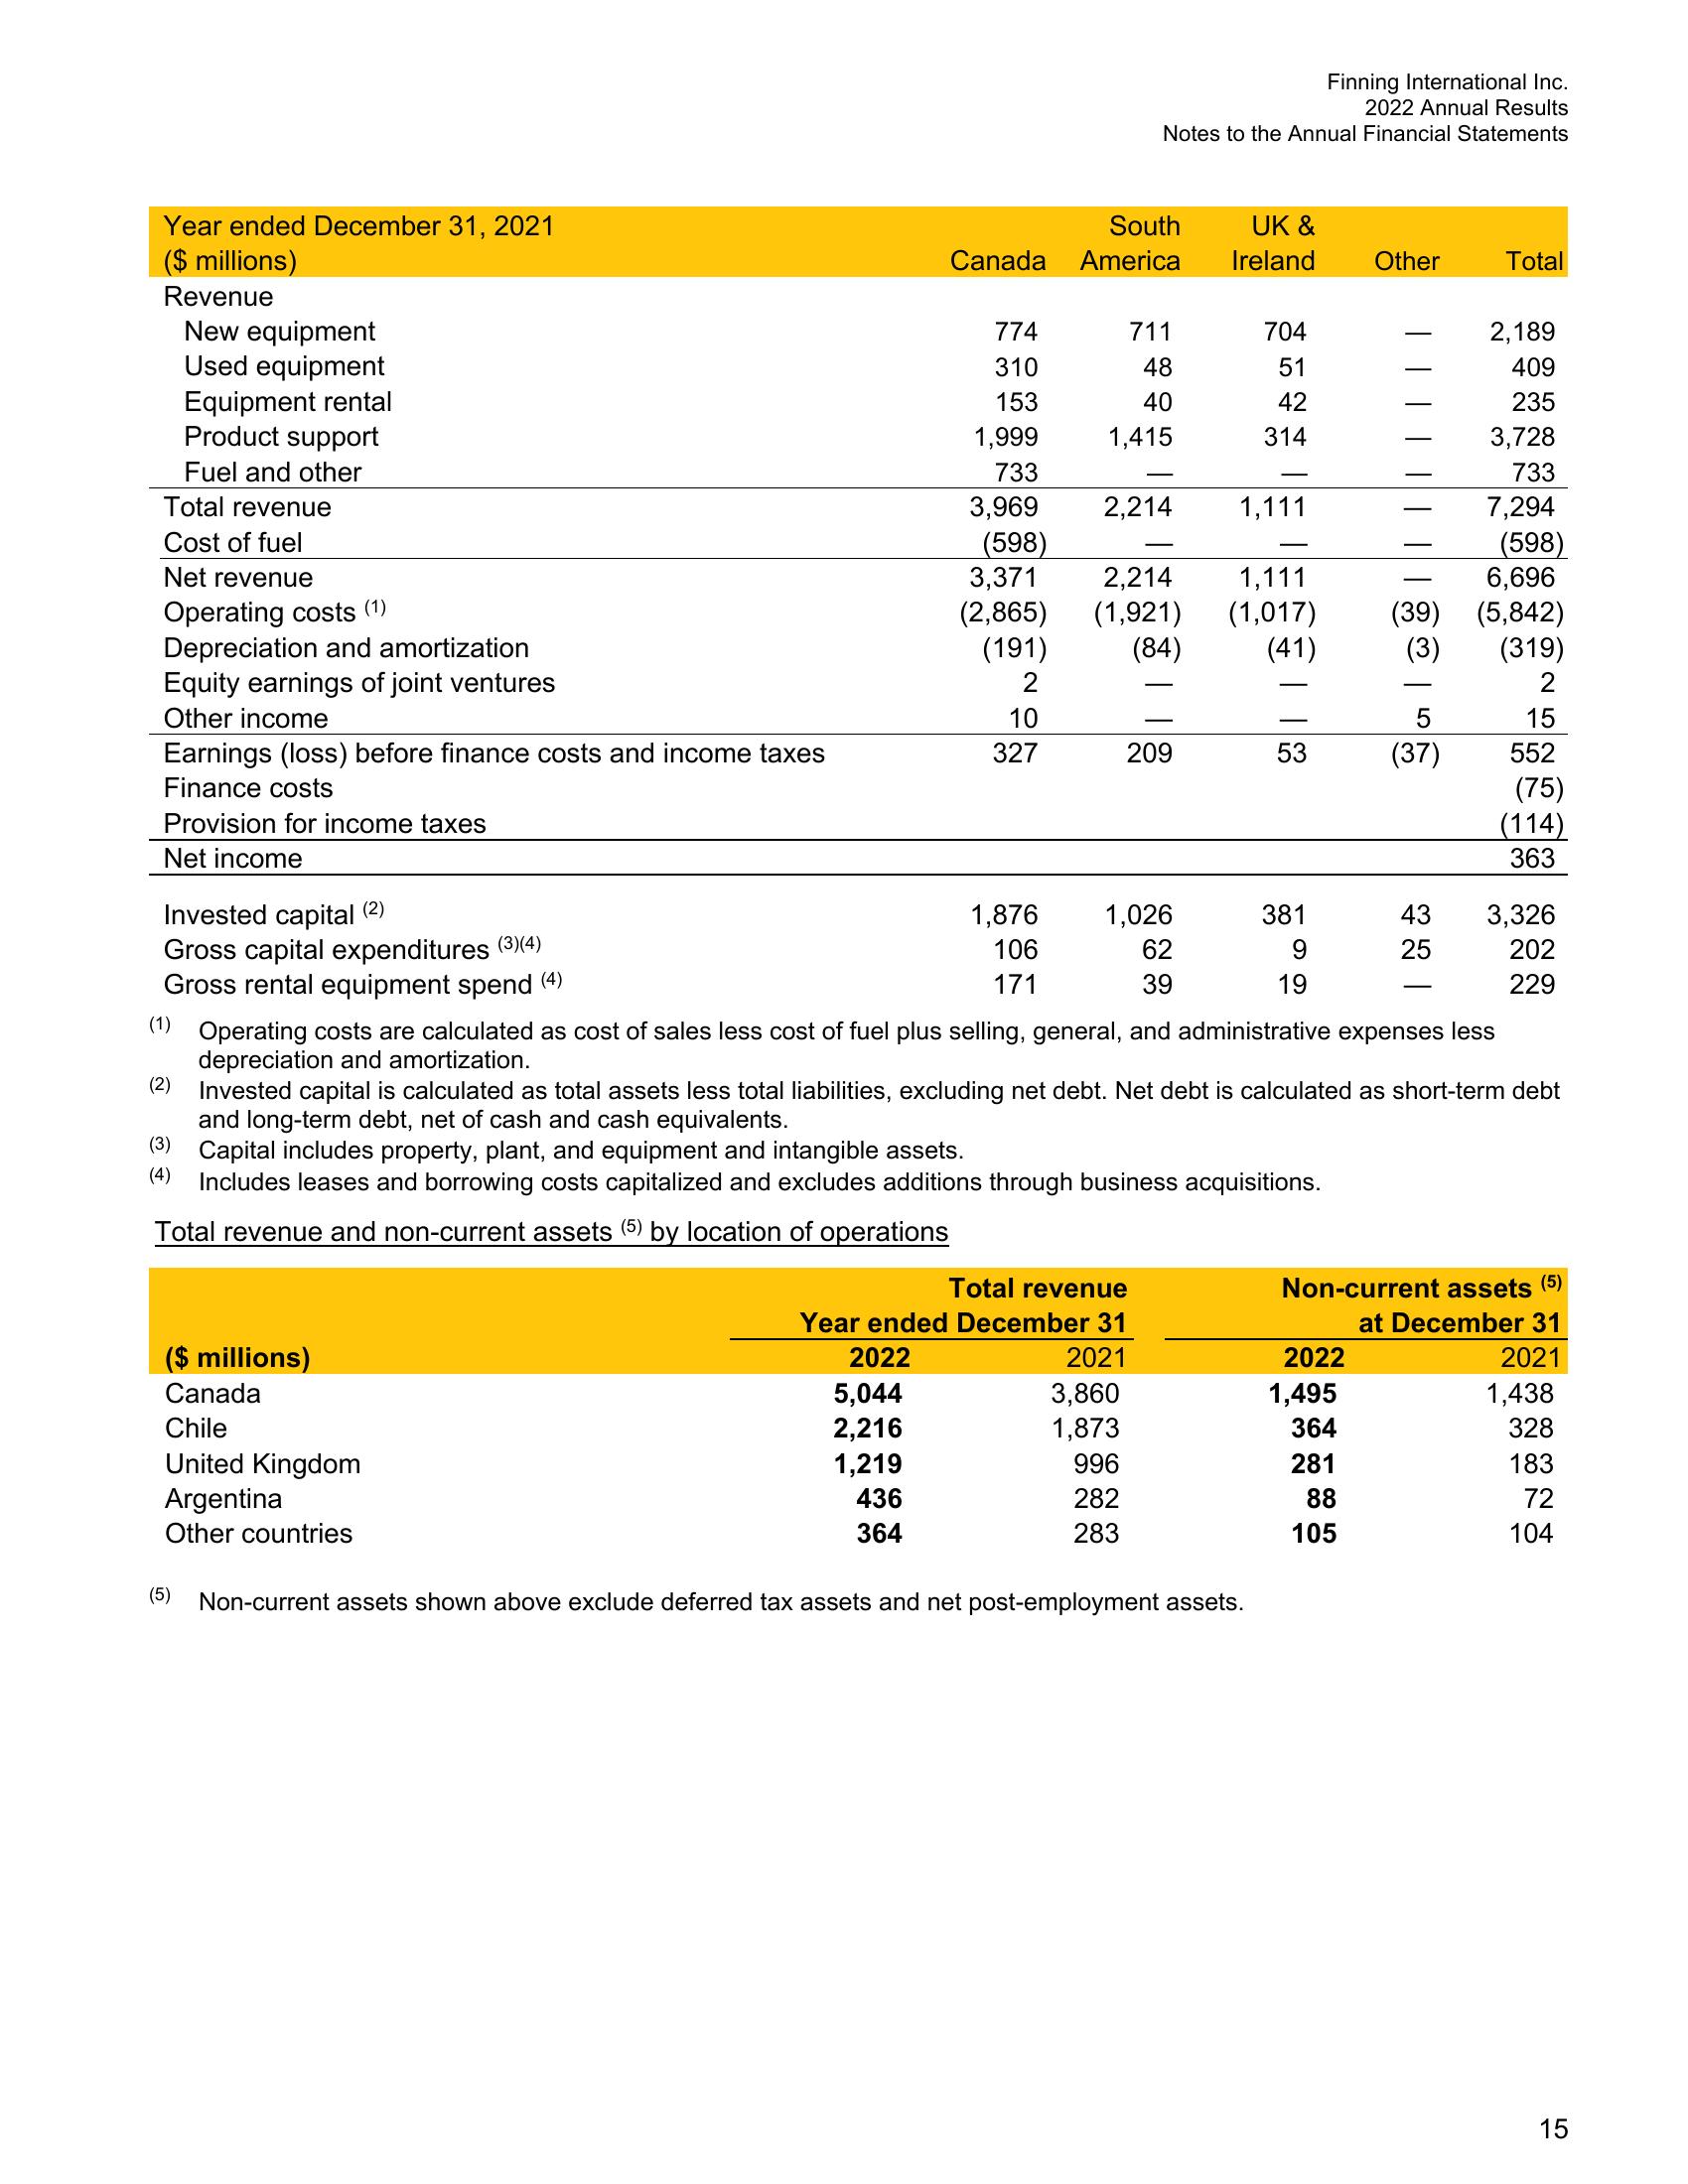 Finning International Inc.
2022 Annual Results
Notes to the Annual Financial Statements
Year ended December 31, 2021 South UK &
($ millions) Canada America Ireland Other Total
Revenue
New equipment 774 711 704 — 2,189
Used equipment 310 48 51 — 409
Equipment rental 153 40 42 — 235
Product support 1,999 1,415 314 — 3,728
Fuel and other 733 — — — 733
Total revenue 3,969 2,214 1,111 — 7,294
Cost of fuel (598) — — — (598)
Net revenue 3,371 2,214 1,111 — 6,696
Operating costs (1) (2,865) (1,921) (1,017) (39) (5,842)
Depreciation and amortization (191) (84) (41) (3) (319)
Equity earnings of joint ventures 2 — — — 2
Other income 10 — — 5 15
Earnings (loss) before finance costs and income taxes 327 209 53 (37) 552
Finance costs (75)
Provision for income taxes (114)
Net income 363
Invested capital (2) 1,876 1,026 381 43 3,326
Gross capital expenditures (3)(4) 106 62 9 25 202
Gross rental equipment spend (4) 171 39 19 — 229
(1) Operating costs are calculated as cost of sales less cost of fuel plus selling, general, and administrative expenses less
depreciation and amortization.
(2) Invested capital is calculated as total assets less total liabilities, excluding net debt. Net debt is calculated as short-term debt
and long-term debt, net of cash and cash equivalents.
(3) Capital includes property, plant, and equipment and intangible assets.
(4) Includes leases and borrowing costs capitalized and excludes additions through business acquisitions.
Total revenue and non-current assets (5) by location of operations
Total revenue Non-current assets (5)
Year ended December 31 at December 31
($ millions) 2022 2021 2022 2021
Canada 5,044 3,860 1,495 1,438
Chile 2,216 1,873 364 328
United Kingdom 1,219 996 281 183
Argentina 436 282 88 72
Other countries 364 283 105 104
(5) Non-current assets shown above exclude deferred tax assets and net post-employment assets.
15